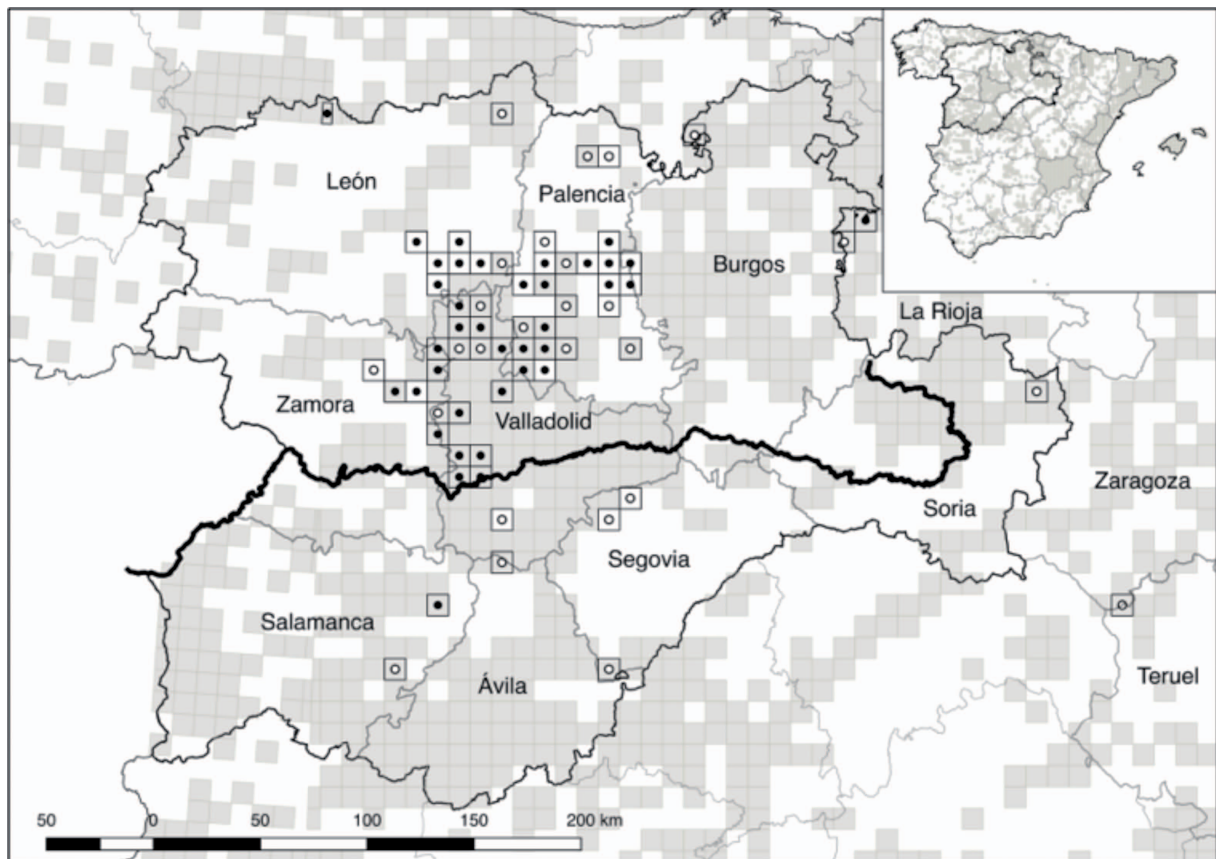 León
Palencia
Burgos
La Rioja
Zamora
Valladolid
Zaragoza
Soria
Segovia
Salamanca
Ávila
Teruel
50 0 50 100 150 200 km